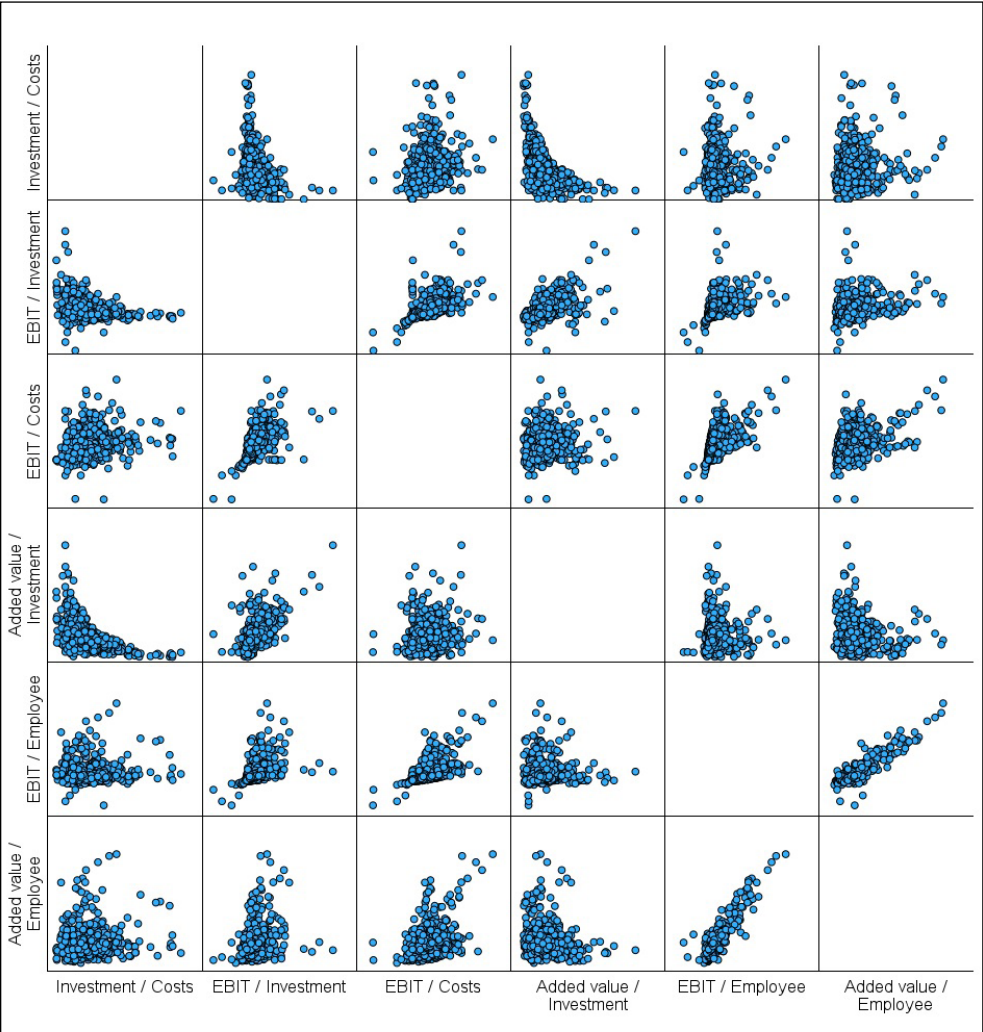 Investment / Costs
EBIT / Investment
EBIT / Costs
Added value /
Investment
EBIT / Employee
Added value /
Employee
Investment / Costs
EBIT / Investment
EBIT / Costs
Added value /
Investment
EBIT / Employee
Added value /
Employee